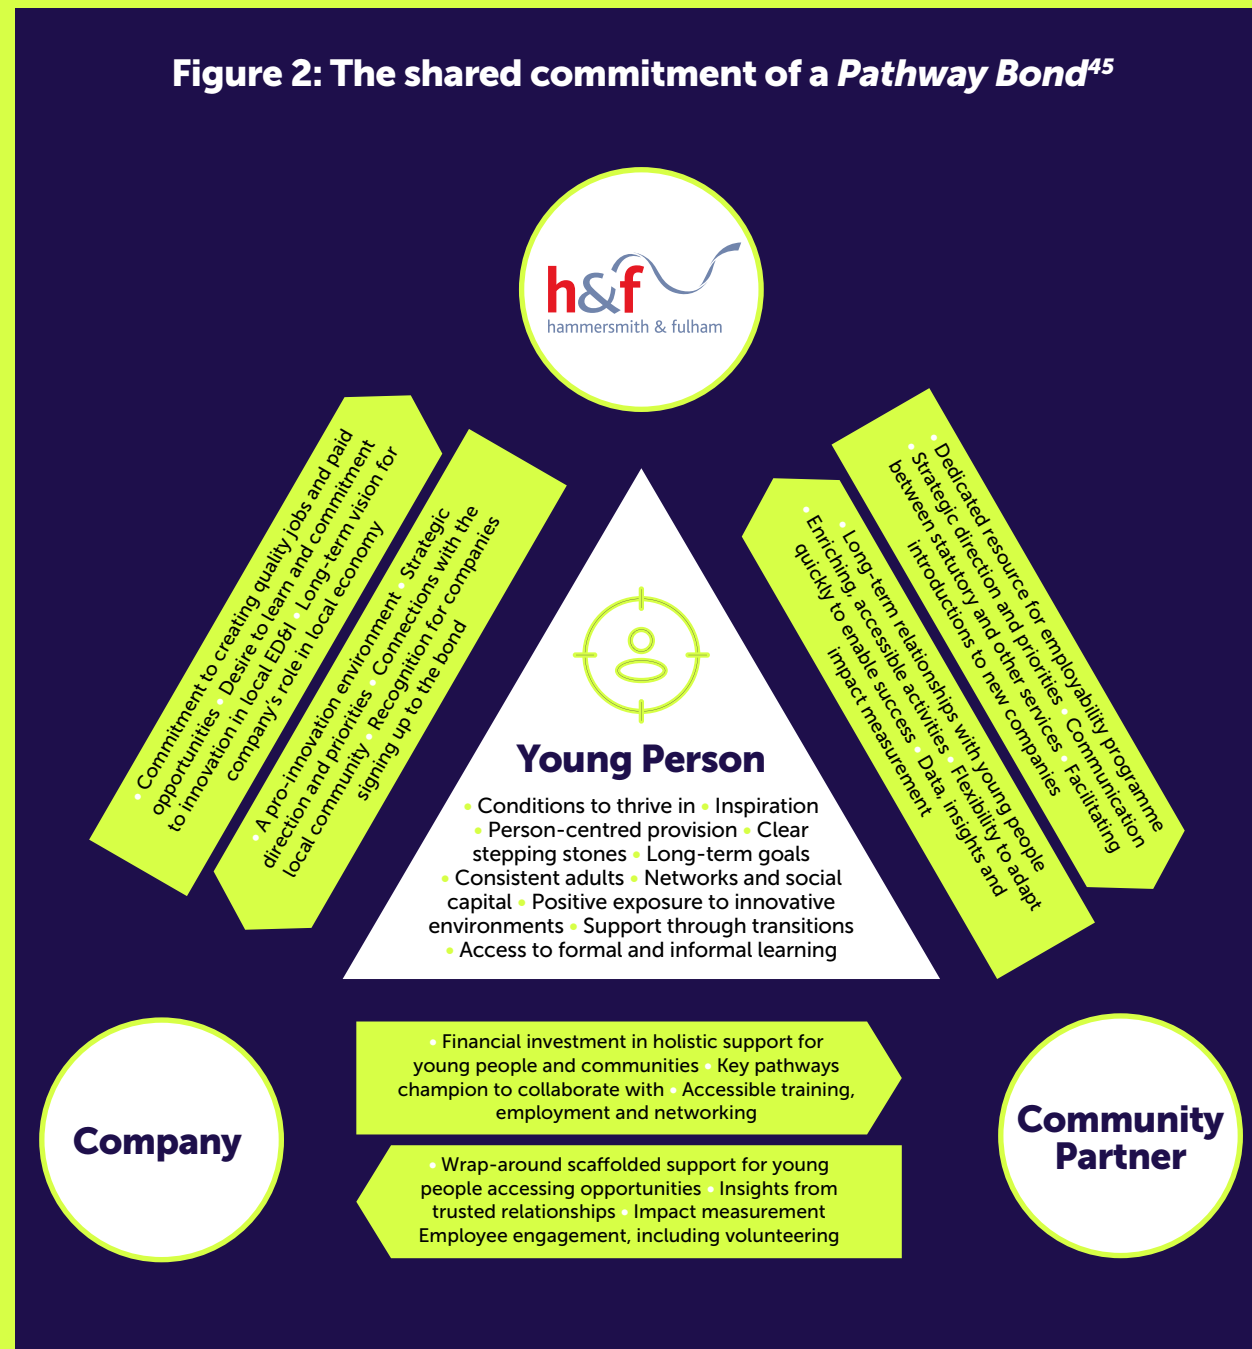 Figure 2: The shared commitment of a Pathway Bond45
h&f
hammersmith & fulham
• Commitment to creating quality jobs and paid
opportunities • Desire to learn and commitment
to innovation in local ED&I • Long-term vision for
company's role in local economy
• A pro-innovation environment • Strategic
direction and priorities • Connections with the
local community • Recognition for companies
signing up to the bond
• Dedicated resource for employability programme
• Strategic direction and priorities • Communication
between statutory and other services • Facilitating
introductions to new companies
• Long-term relationships with young people
• Enriching, accessible activities • Flexibility to adapt
quickly to enable success • Data, insights and
impact measurement
Young Person
• Conditions to thrive in • Inspiration
• Person-centred provision • Clear
stepping stones • Long-term goals
• Consistent adults • Networks and social
capital • Positive exposure to innovative
environments • Support through transitions
• Access to formal and informal learning
Company
• Financial investment in holistic support for
young people and communities • Key pathways
champion to collaborate with • Accessible training,
employment and networking
• Wrap-around scaffolded support for young
people accessing opportunities • Insights from
trusted relationships • Impact measurement
Employee engagement, including volunteering
Community
Partner